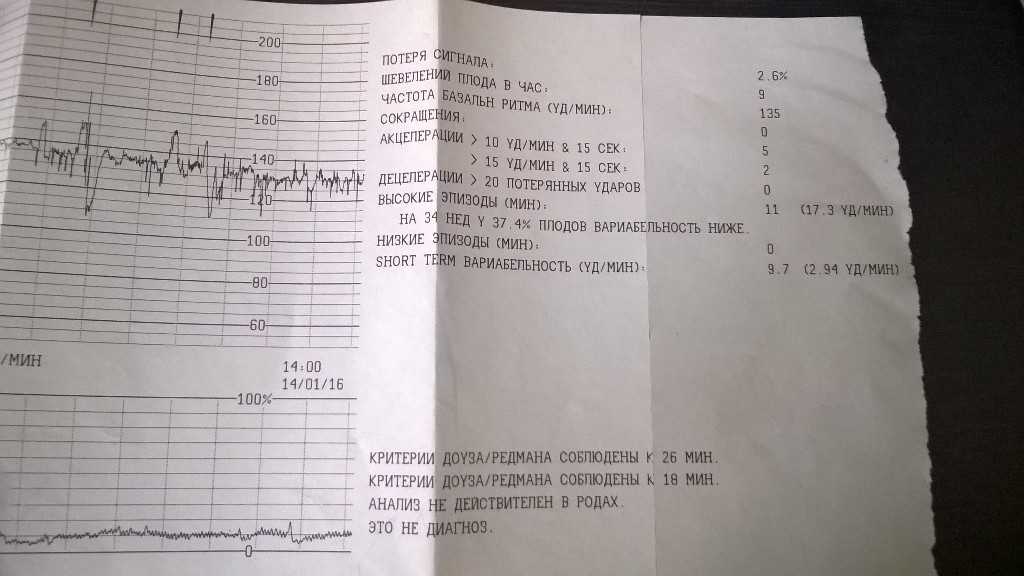 200
180
160
140
120
100
80
60
/МИН
14:00
14/01/16
100%
0
ПОТЕРЯ СИГНАЛА: 2.6%
ШЕВЕЛЕНИЙ ПЛОДА В ЧАС: 9
ЧАСТОТА БАЗАЛЬН РИТМА (УД/МИН): 135
СОКРАЩЕНИЯ: 0
АКЦЕЛЕРАЦИИ > 10 УД/МИН & 15 СЕК: 5
> 15 УД/МИН & 15 СЕК: 2
ДЕЦЕЛЕРАЦИИ > 20 ПОТЕРЯННЫХ УДАРОВ 0
ВЫСОКИЕ ЭПИЗОДЫ (МИН): 11 (17.3 УД/МИН)
НА 34 НЕД У 37.4% ПЛОДОВ ВАРИАБЕЛЬНОСТЬ НИЖЕ.
НИЗКИЕ ЭПИЗОДЫ (МИН): 0
SHORT TERM ВАРИАБЕЛЬНОСТЬ (УД/МИН): 9.7 (2.94 УД/МИН)
КРИТЕРИИ ДОУЗА/РЕДМАНА СОБЛЮДЕНЫ К 26 МИН.
КРИТЕРИИ ДОУЗА/РЕДМАНА СОБЛЮДЕНЫ К 18 МИН.
АНАЛИЗ НЕ ДЕЙСТВИТЕЛЕН В РОДАХ.
ЭТО НЕ ДИАГНОЗ.